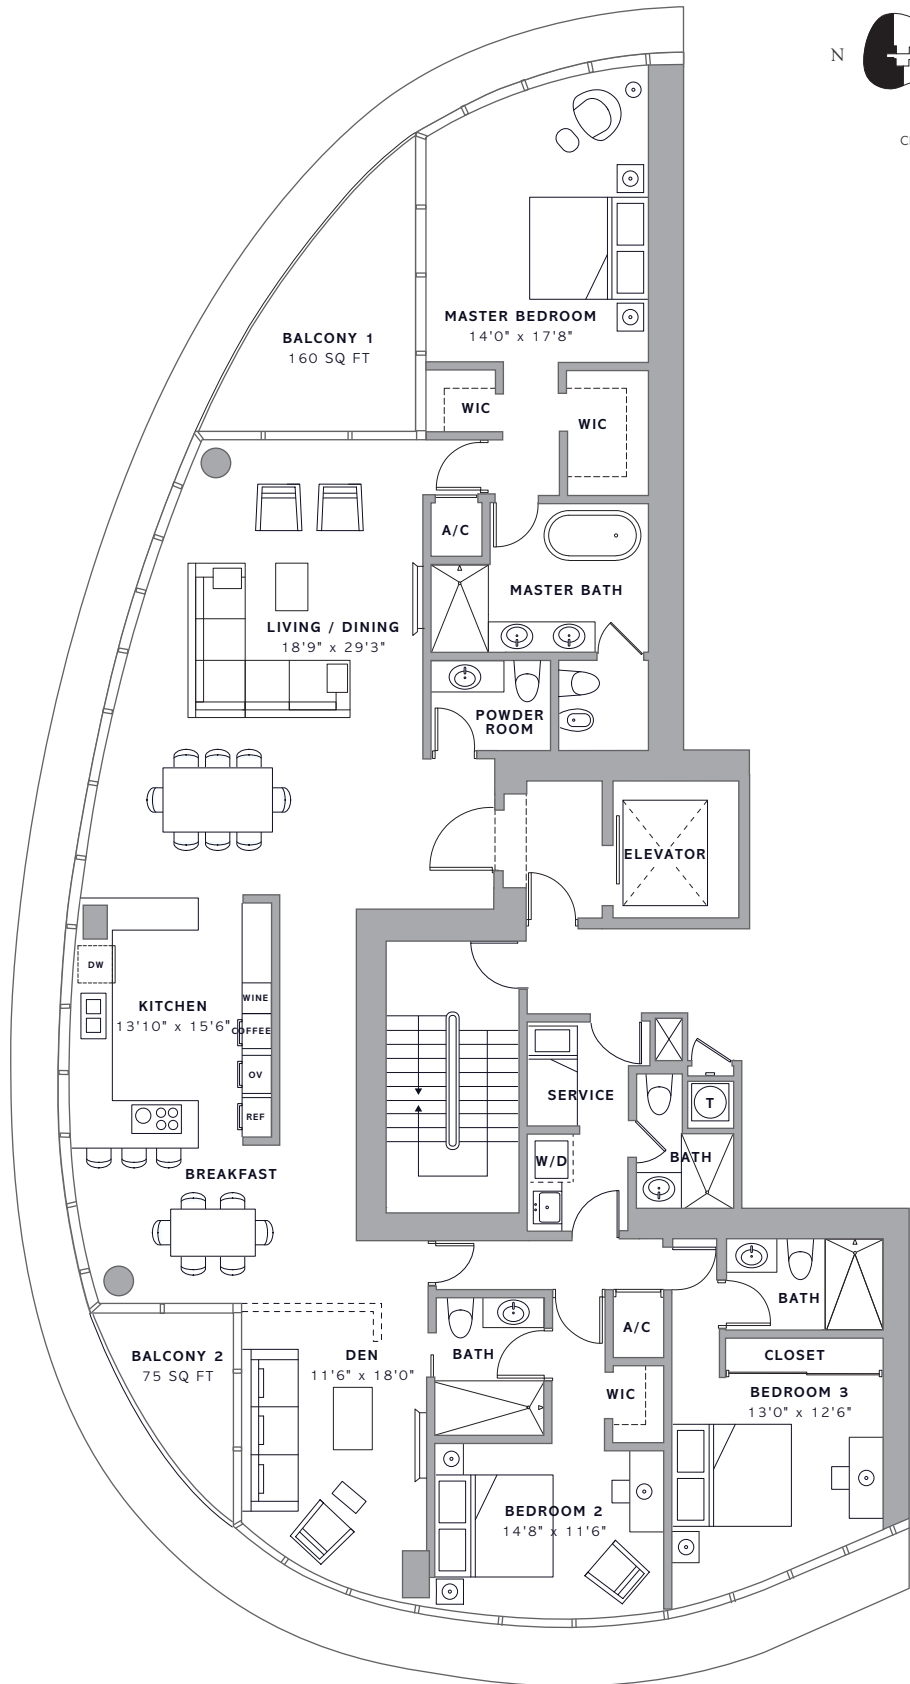 N
MASTER BEDROOM
14'0" x 17'8"
BALCONY 1
160 SQ FT
WIC
WIC
A/C
MASTER BATH
LIVING / DINING
18'9" x 29'3"
POWDER
ROOM
ELEVATOR
DW
WINE
KITCHEN
13'10" x 15'6"
COFFEE
OV
REF
SERVICE
T
W/D
BATH
BREAKFAST
BATH
A/C
BALCONY 2
75 SQ FT
DEN
11'6" x 18'0"
BATH
CLOSET
WIC
BEDROOM 3
13'0" x 12'6"
BEDROOM 2
14'8" x 11'6"